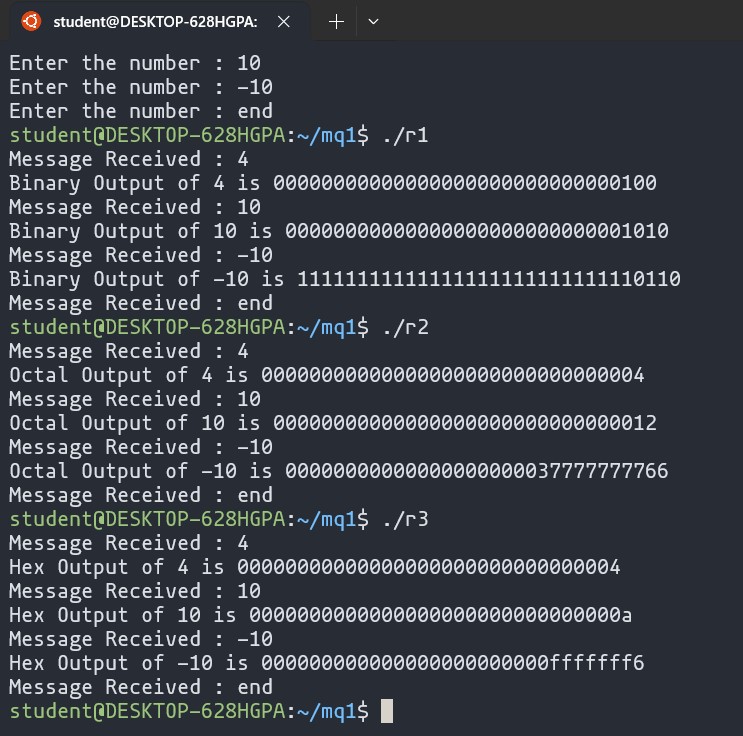 student@DESKTOP-628HGPA:
Enter the number : 10
Enter the number : -10
Enter the number : end
student@DESKTOP-628HGPA:~/mq1$ ./r1
Message Received : 4
Binary Output of 4 is 00000000000000000000000000000100
Message Received : 10
Binary Output of 10 is 00000000000000000000000000001010
Message Received : -10
Binary Output of -10 is 11111111111111111111111111110110
Message Received : end
student@DESKTOP-628HGPA:~/mq1$ ./r2
Message Received : 4
Octal Output of 4 is 00000000000000000000000000000004
Message Received : 10
Octal Output of 10 is 00000000000000000000000000000012
Message Received : -10
Octal Output of -10 is 00000000000000000000037777777766
Message Received : end
student@DESKTOP-628HGPA:~/mq1$ ./r3
Message Received : 4
Hex Output of 4 is 00000000000000000000000000000004
Message Received : 10
Hex Output of 10 is 0000000000000000000000000000000a
Message Received : -10
Hex Output of -10 is 000000000000000000000000fffffff6
Message Received : end
student@DESKTOP-628HGPA:~/mq1$